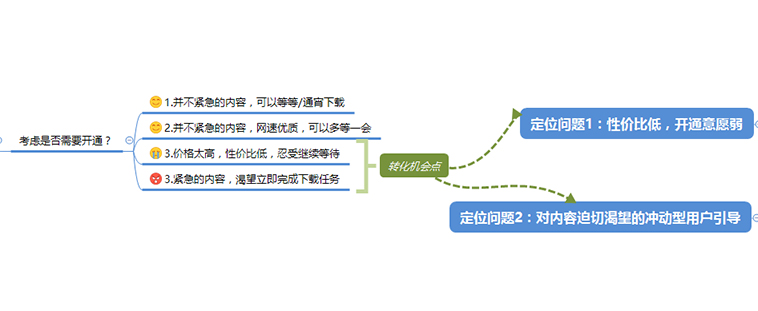 考虑是否需要开通？
1.并不紧急的内容，可以等等/通宵下载
2.并不紧急的内容，网速优质，可以多等一会
3.价格太高，性价比低，忍受继续等待
3.紧急的内容，渴望立即完成下载任务
转化机会点
定位问题1：性价比低，开通意愿弱
定位问题2：对内容迫切渴望的冲动型用户引导